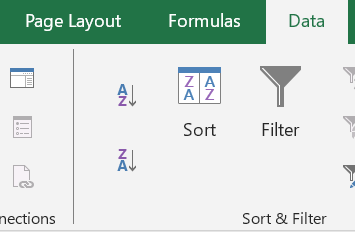 Page Layout Formulas Data
Sort Filter
nections Sort & Filter